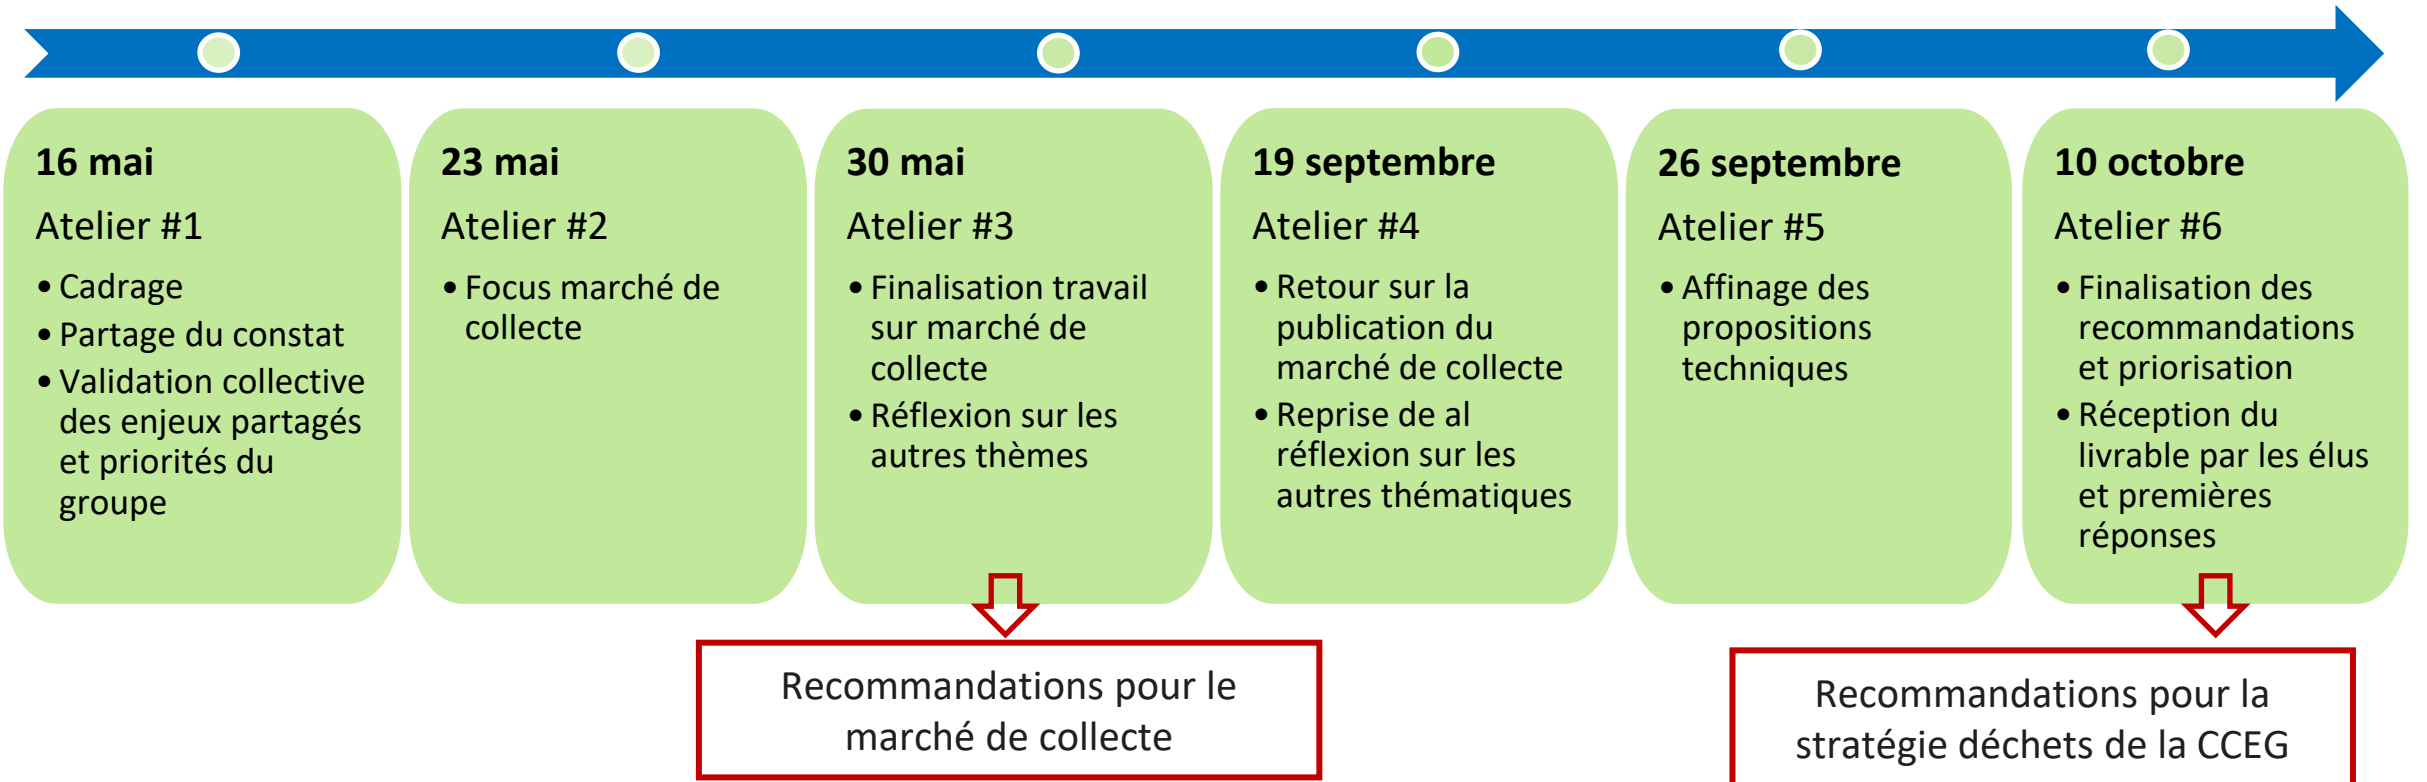 16 mai
Atelier #1
• Cadrage
• Partage du constat
• Validation collective
des enjeux partagés
et priorités du
groupe
23 mai
Atelier #2
• Focus marché de
collecte
30 mai
Atelier #3
• Finalisation travail
sur marché de
collecte
• Réflexion sur les
autres thèmes
19 septembre
Atelier #4
• Retour sur la
publication du
marché de collecte
• Reprise de al
réflexion sur les
autres thématiques
26 septembre
Atelier #5
• Affinage des
propositions
techniques
10 octobre
Atelier #6
• Finalisation des
recommandations
et priorisation
• Réception du
livrable par les élus
et premières
réponses
Recommandations pour le
marché de collecte
Recommandations pour la
stratégie déchets de la CCEG